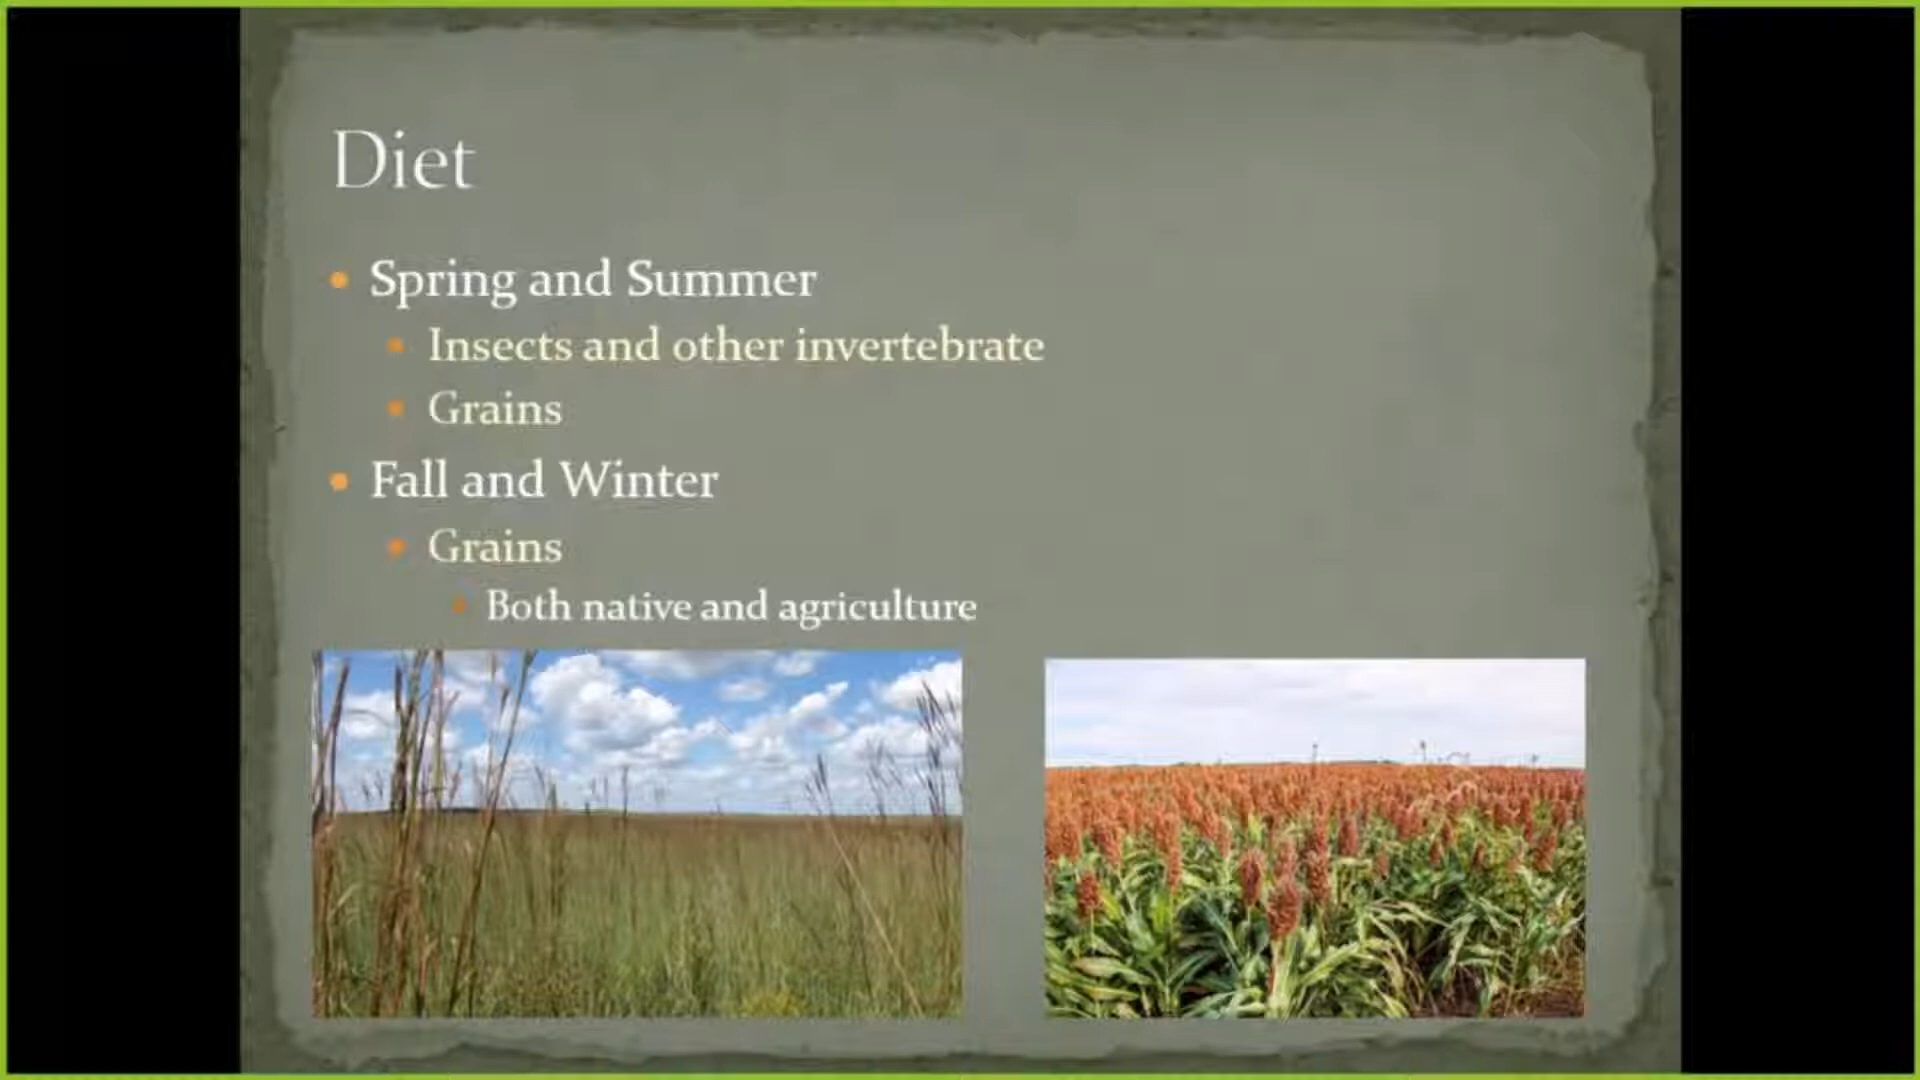 Diet
Spring and Summer
Insects and other invertebrate
Grains
Fall and Winter
Grains
Both native and agriculture